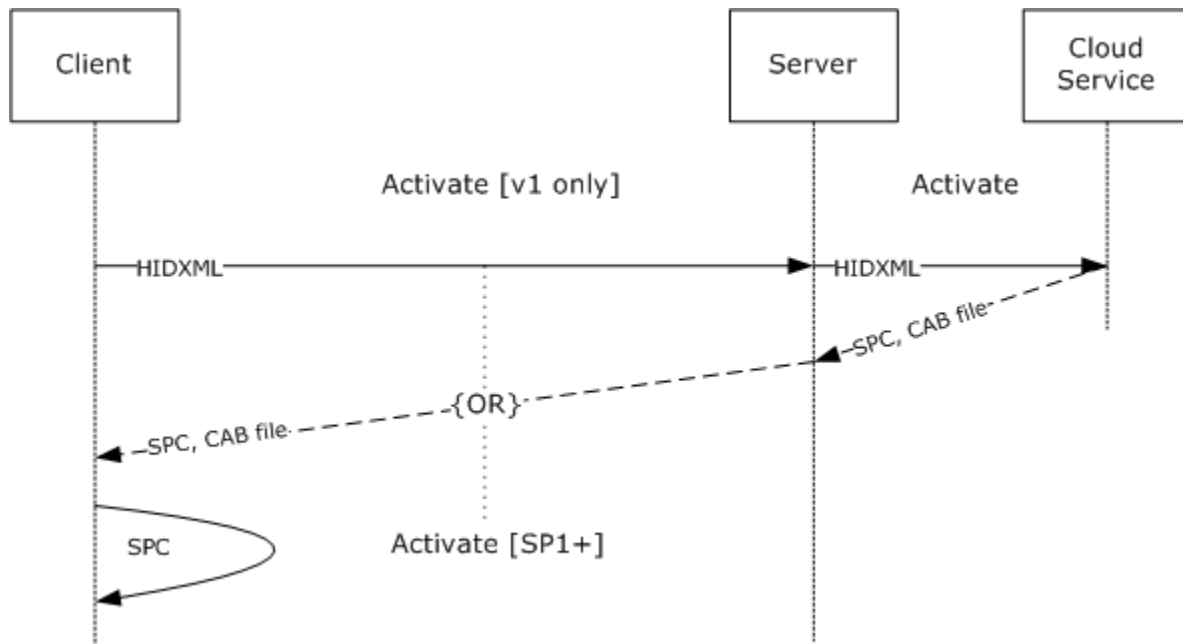 Client
Server
Cloud
Service
Activate [v1 only]
Activate
HIDXML
HIDXML
SPC, CAB file
{OR}
SPC, CAB file
SPC
Activate [SP1+]